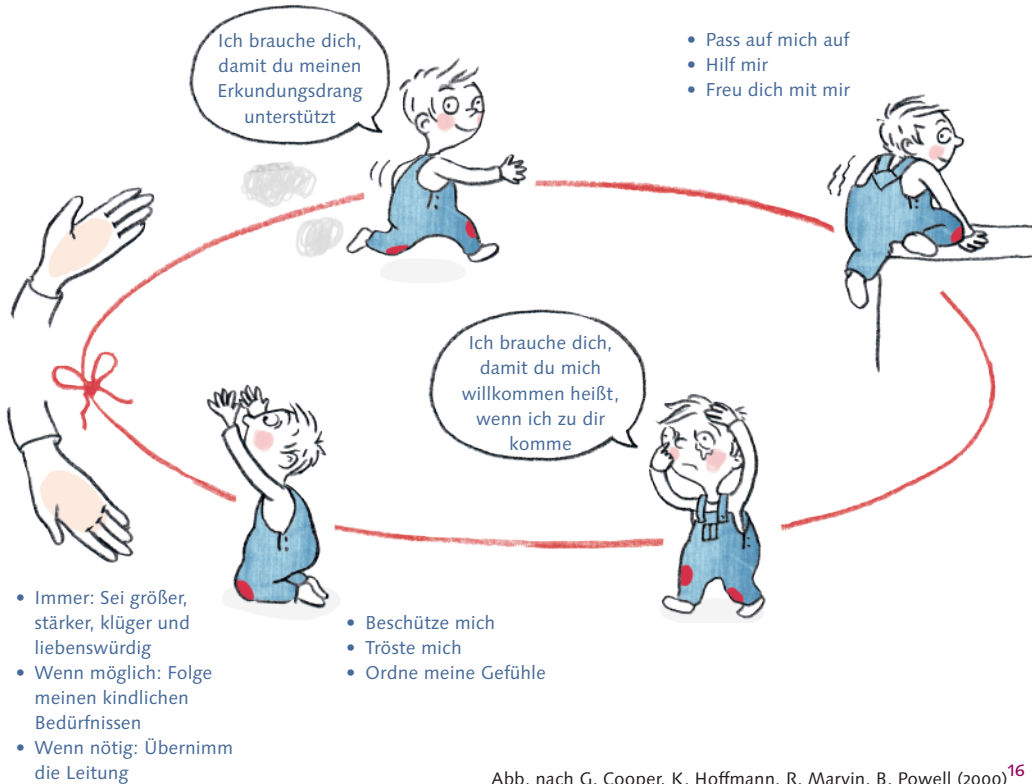 Ich brauche dich,
damit du meinen
Erkundungsdrang
unterstützt
• Pass auf mich auf
• Hilf mir
• Freu dich mit mir
Ich brauche dich,
damit du mich
willkommen heißt,
wenn ich zu dir
komme
• Immer: Sei größer,
stärker, klüger und
liebenswürdig
• Wenn möglich: Folge
meinen kindlichen
Bedürfnissen
• Wenn nötig: Übernimm
die Leitung
• Beschütze mich
• Tröste mich
• Ordne meine Gefühle
Abb. nach G. Cooper, K. Hoffmann, R. Marvin, B. Powell (2000)16